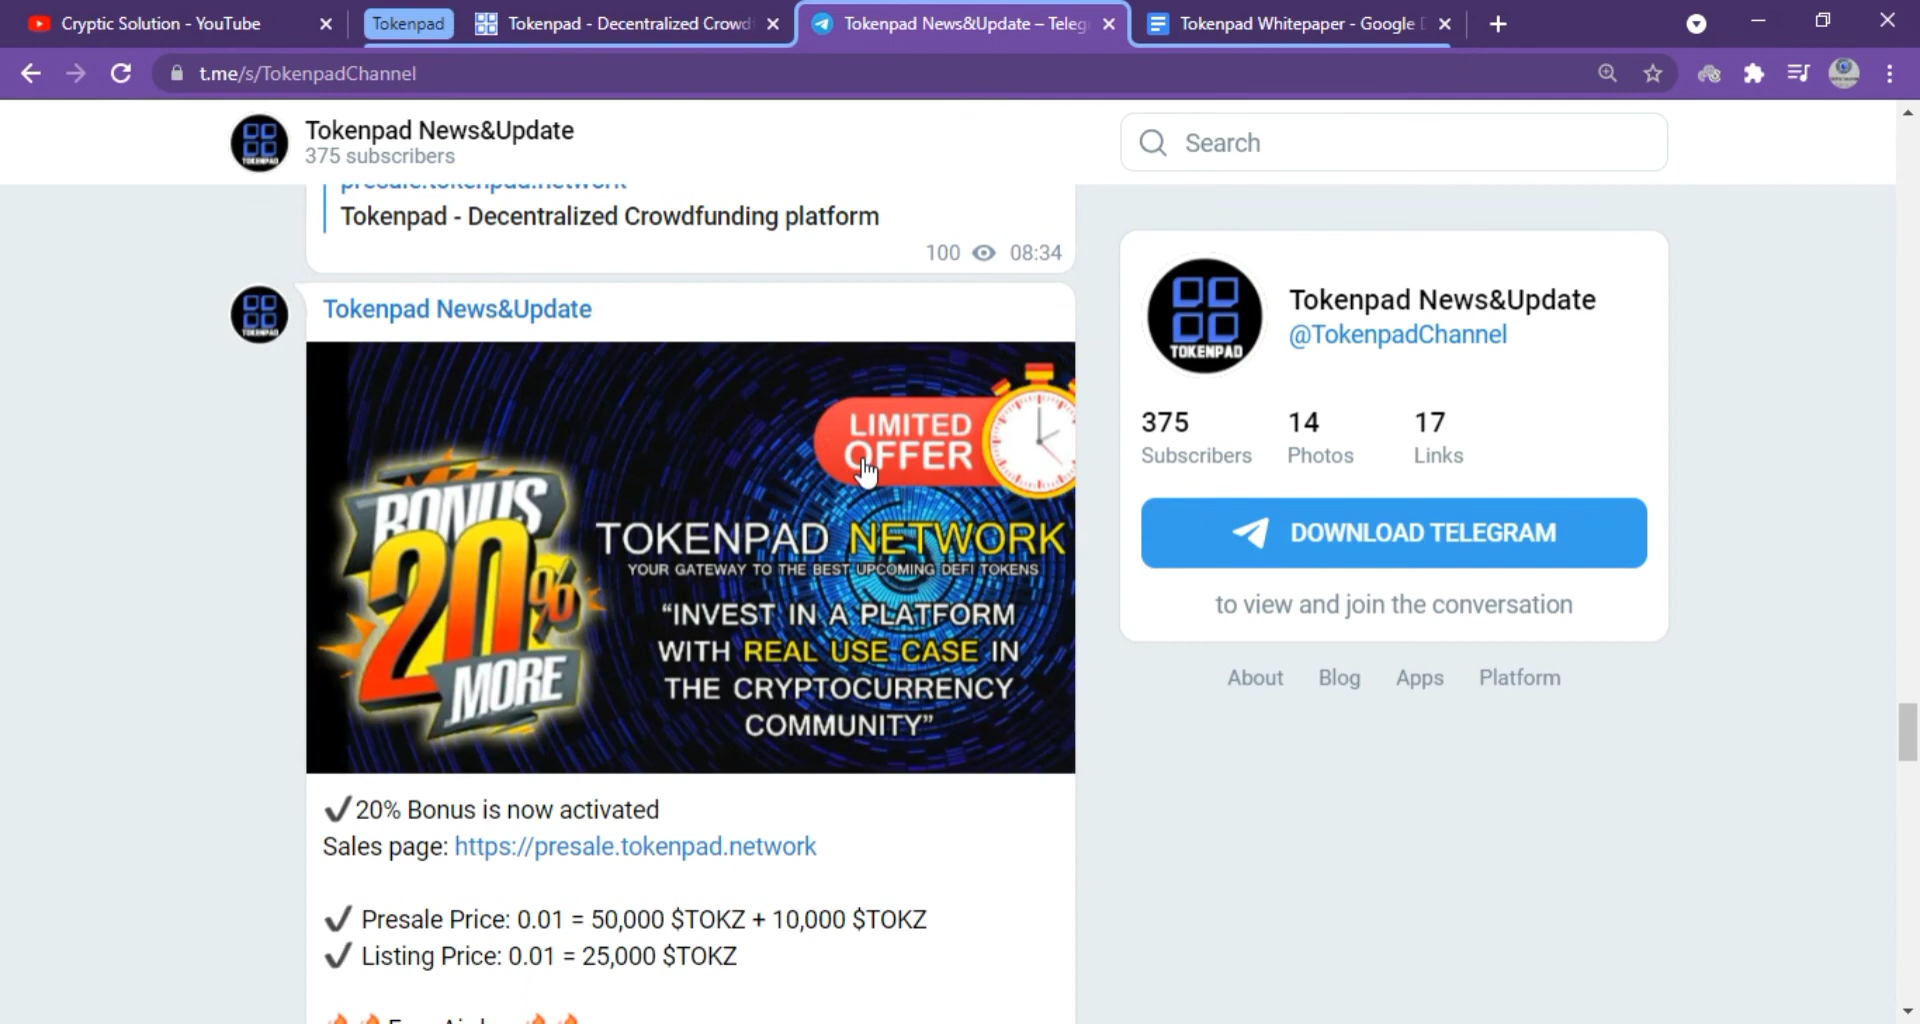 Cryptic Solution - YouTube
Tokenpad
Tokenpad - Decentralized Crowd
Tokenpad News&Update – Teleg
Tokenpad Whitepaper - Google D
t.me/s/TokenpadChannel
Tokenpad News&Update
375 subscribers
Search
presale.tokenpad.network
Tokenpad - Decentralized Crowdfunding platform
100 08:34
Tokenpad News&Update
LIMITED
OFFER
BONUS
20%
MORE
TOKENPAD NETWORK
YOUR GATEWAY TO THE BEST UPCOMING DEFI TOKENS
“INVEST IN A PLATFORM
WITH REAL USE CASE IN
THE CRYPTOCURRENCY
COMMUNITY”
✔20% Bonus is now activated
Sales page: https://presale.tokenpad.network
✔ Presale Price: 0.01 = 50,000 $TOKZ + 10,000 $TOKZ
✔ Listing Price: 0.01 = 25,000 $TOKZ
TOKENPAD
Tokenpad News&Update
@TokenpadChannel
375 14 17
Subscribers Photos Links
DOWNLOAD TELEGRAM
to view and join the conversation
About Blog Apps Platform